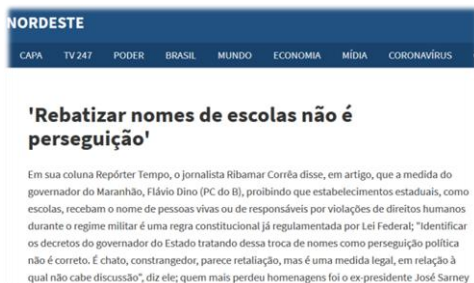 NORDESTE
CAPA TV 247 PODER BRASIL MUNDO ECONOMIA MÍDIA CORONAVÍRUS
'Rebatizar nomes de escolas não é
perseguição'
Em sua coluna Repórter Tempo, o jornalista Ribamar Corrêa disse, em artigo, que a medida do
governador do Maranhão, Flávio Dino (PC do B), proibindo que estabelecimentos estaduais, como
escolas, recebam o nome de pessoas vivas ou de responsáveis por violações de direitos humanos
durante o regime militar é uma regra constitucional já regulamentada por Lei Federal; "Identificar
os decretos do governador do Estado tratando dessa troca de nomes como perseguição política
não é correto. É chato, constrangedor, parece retaliação, mas é uma medida legal, em relação à
qual não cabe discussão", diz ele; quem mais perdeu homenagens foi o ex-presidente José Sarney